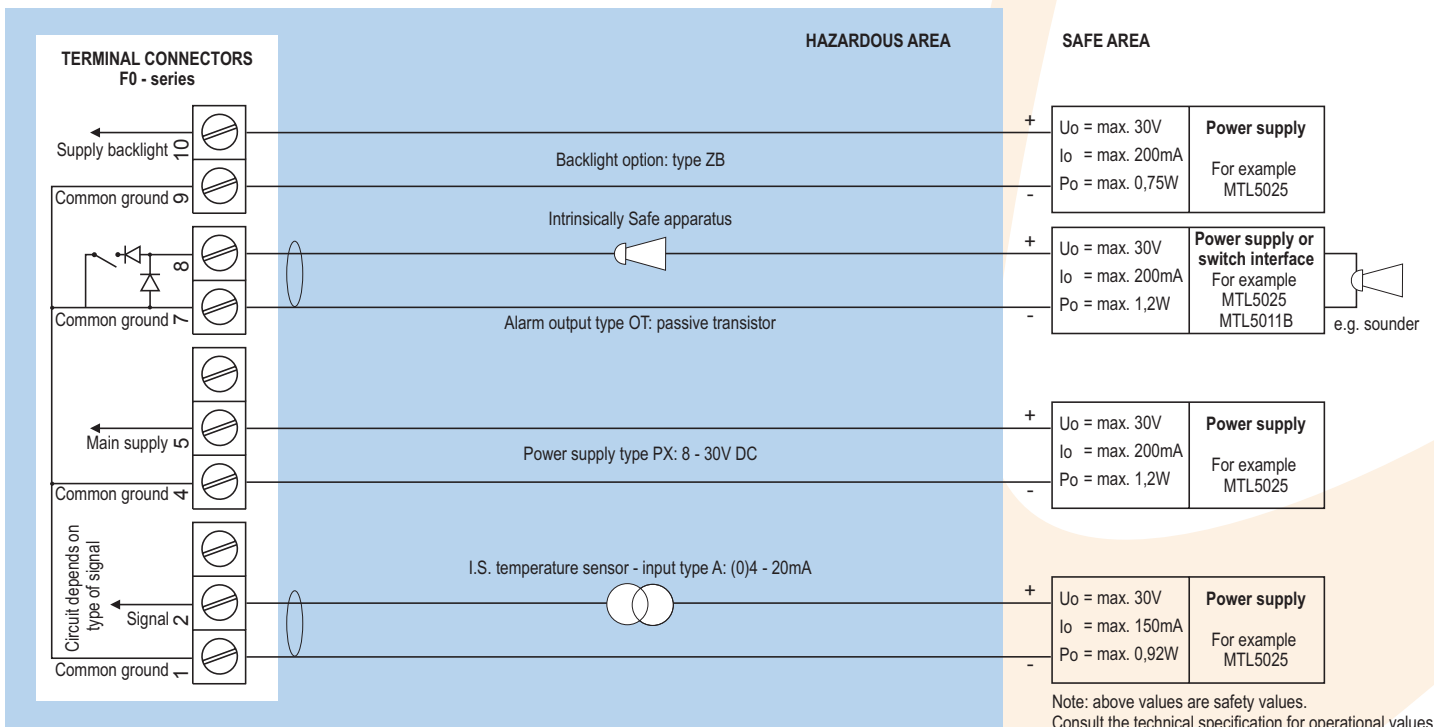 HAZARDOUS AREA
SAFE AREA
TERMINAL CONNECTORS
F0 - series
Supply backlight
10
Common ground
9
Backlight option: type ZB
+
-
Uo = max. 30V
Io = max. 200mA
Po = max. 0,75W
Power supply
For example
MTL5025
8
Common ground
7
Intrinsically Safe apparatus
Alarm output type OT: passive transistor
+
-
Uo = max. 30V
Io = max. 200mA
Po = max. 1,2W
Power supply or
switch interface
For example
MTL5025
MTL5011B
e.g. sounder
Main supply
5
Common ground
4
Power supply type PX: 8 - 30V DC
+
-
Uo = max. 30V
Io = max. 200mA
Po = max. 1,2W
Power supply
For example
MTL5025
Circuit depends on
type of signal
Signal
2
Common ground
1
I.S. temperature sensor - input type A: (0)4 - 20mA
+
-
Uo = max. 30V
Io = max. 150mA
Po = max. 0,92W
Power supply
For example
MTL5025
Note: above values are safety values.
Consult the technical specification for operational values